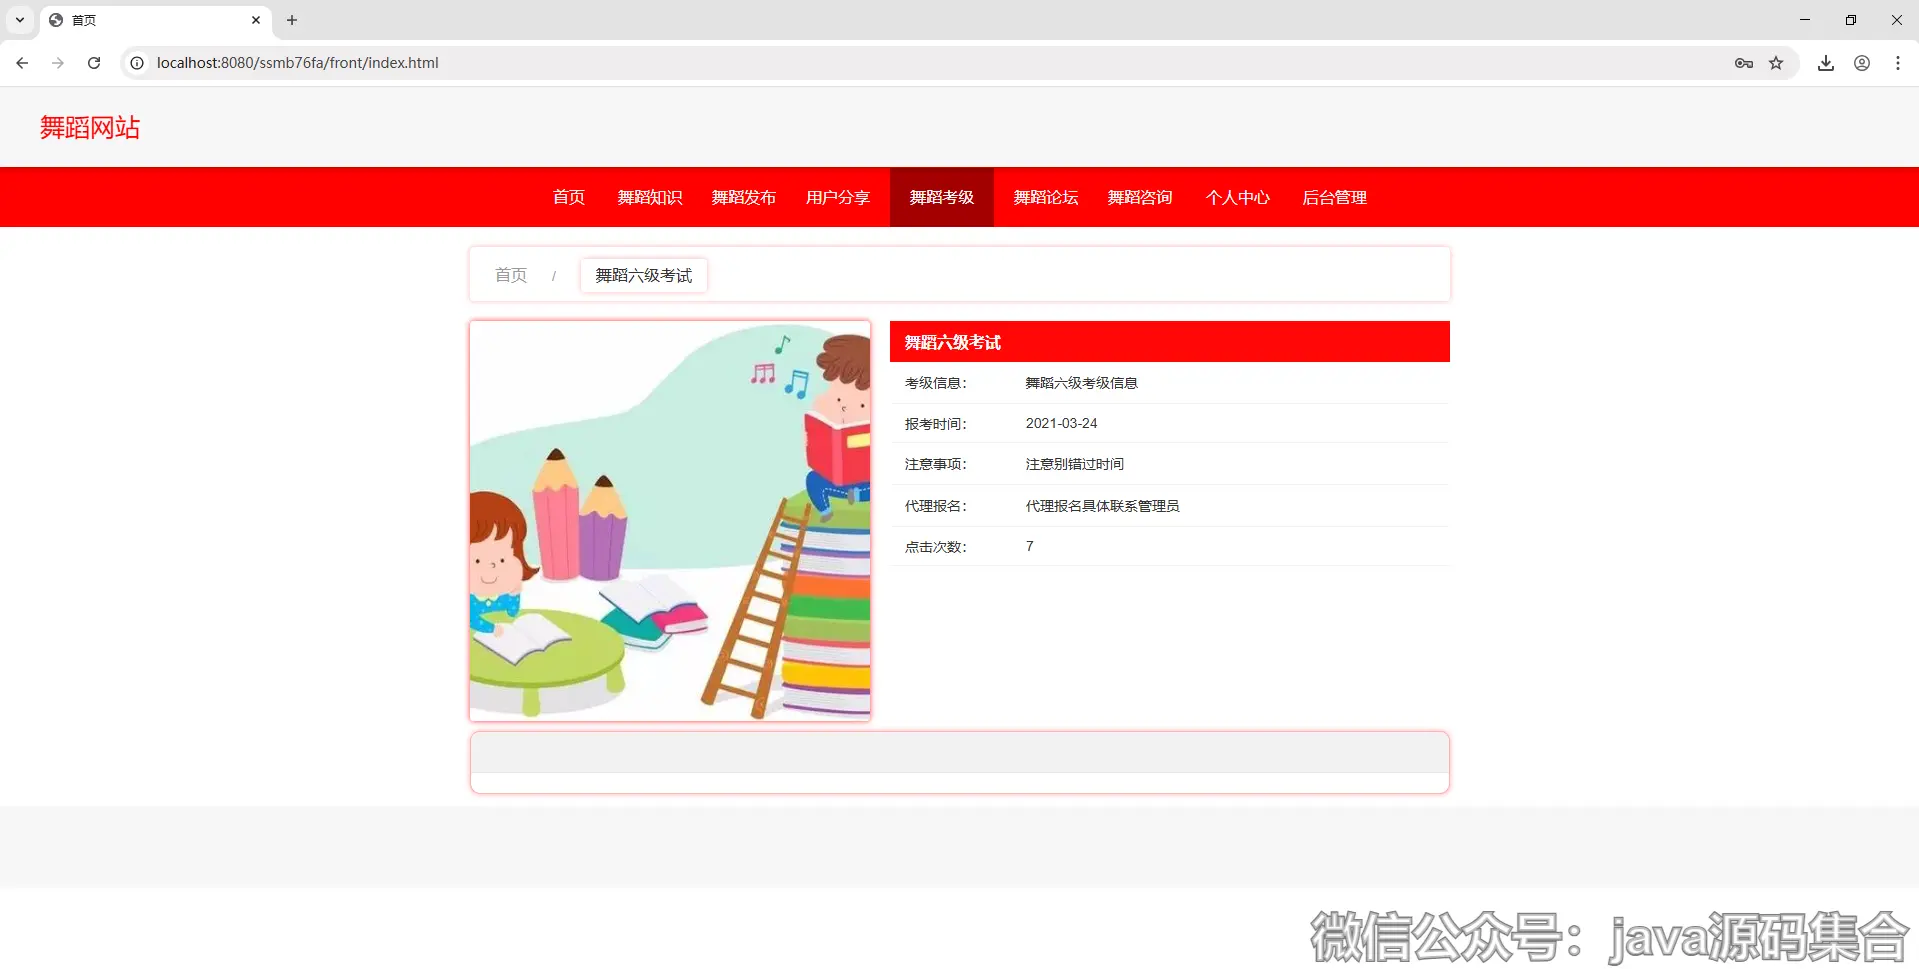 首页
localhost:8080/ssmb76fa/front/index.html
舞蹈网站
首页 舞蹈知识 舞蹈发布 用户分享 舞蹈考级 舞蹈论坛 舞蹈咨询 个人中心 后台管理
首页 / 舞蹈六级考试
舞蹈六级考试
考级信息： 舞蹈六级考级信息
报考时间： 2021-03-24
注意事项： 注意别错过时间
代理报名： 代理报名具体联系管理员
点击次数： 7
微信公众号：java源码集合